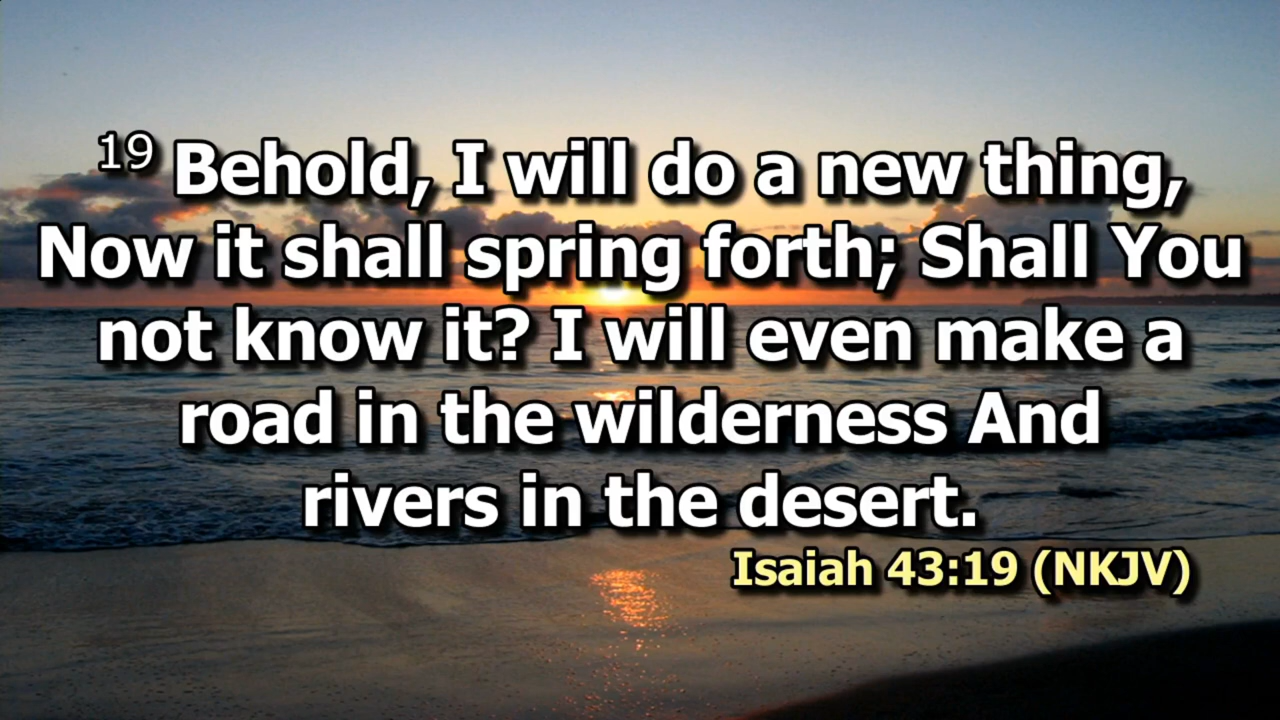 19 Behold, I will do a new thing,
Now it shall spring forth; Shall You
not know it? I will even make a
road in the wilderness And
rivers in the desert.
Isaiah 43:19 (NKJV)